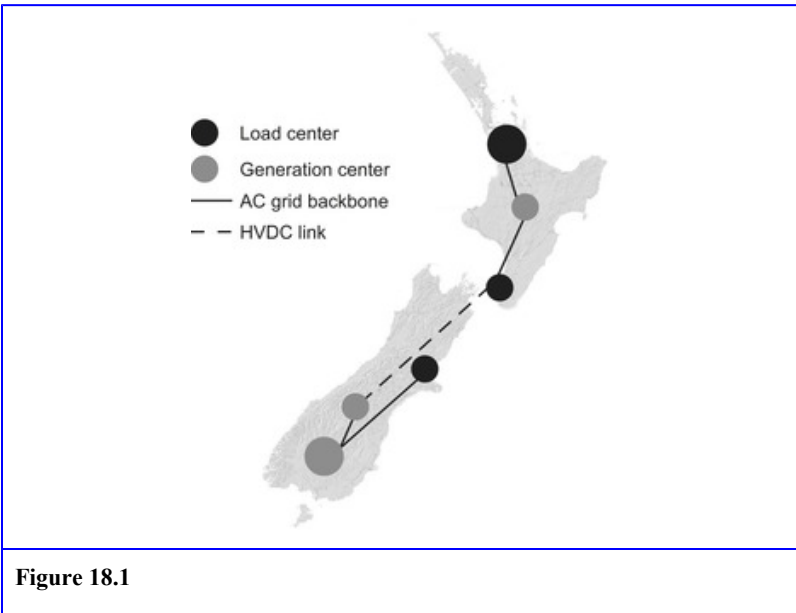 Load center
Generation center
AC grid backbone
HVDC link
Figure 18.1